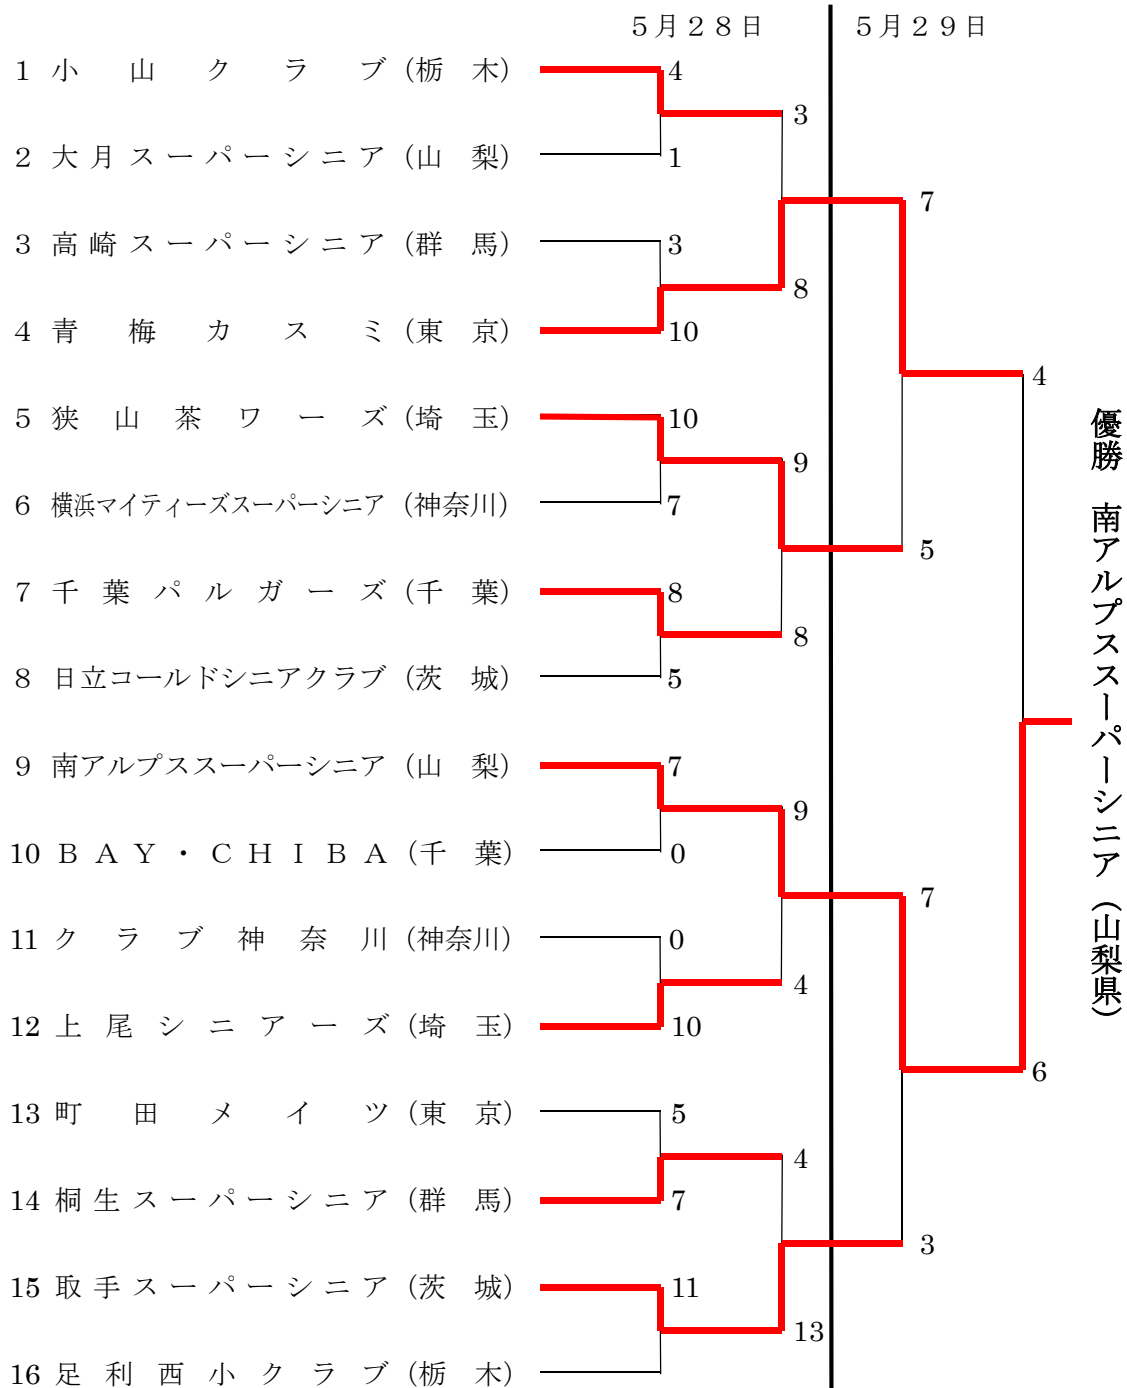 ５月２８日 ５月２９日
1 小山クラブ（栃木） 4
3
2 大月スーパーシニア（山梨） 1
7
3 高崎スーパーシニア（群馬） 3
8
4 青梅カスミ（東京） 10
4
5 狭山茶ワーズ（埼玉） 10
9
6 横浜マイティーズスーパーシニア（神奈川） 7
5
7 千葉パルガーズ（千葉） 8
8
8 日立コールドシニアクラブ（茨城） 5
優勝 南アルプススーパーシニア（山梨県）
9 南アルプススーパーシニア（山梨） 7
9
10 ＢＡＹ・ＣＨＩＢＡ（千葉） 0
7
11 クラブ神奈川（神奈川） 0
4
12 上尾シニアーズ（埼玉） 10
6
13 町田メイツ（東京） 5
4
14 桐生スーパーシニア（群馬） 7
3
15 取手スーパーシニア（茨城） 11
13
16 足利西小クラブ（栃木）